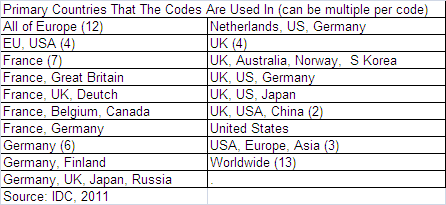 Primary Countries That The Codes Are Used In (can be multiple per code)
All of Europe (12) Netherlands, US, Germany
EU, USA (4) UK (4)
France (7) UK, Australia, Norway,  S Korea
France, Great Britain UK, US, Germany
France, UK, Deutch UK, US, Japan
France, Belgium, Canada UK, USA, China (2)
France, Germany United States
Germany (6) USA, Europe, Asia (3)
Germany, Finland Worldwide (13)
Germany, UK, Japan, Russia .
Source: IDC, 2011